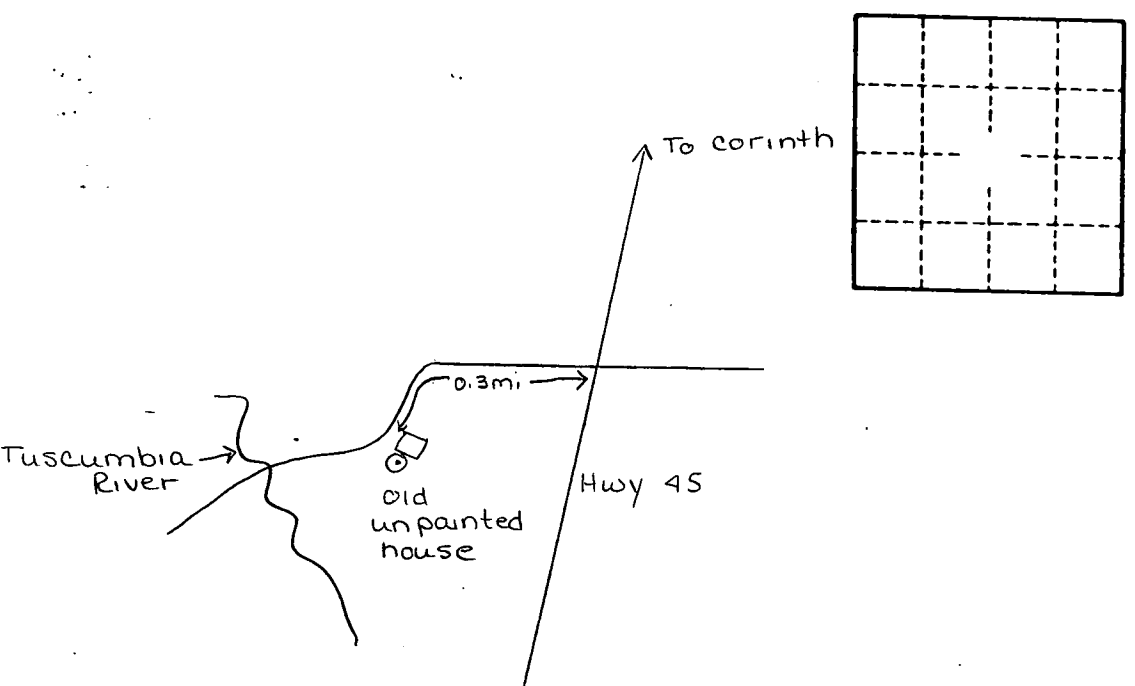 To corinth
0.3mi
Tuscumbia
River
Hwy 45
old
unpainted
house